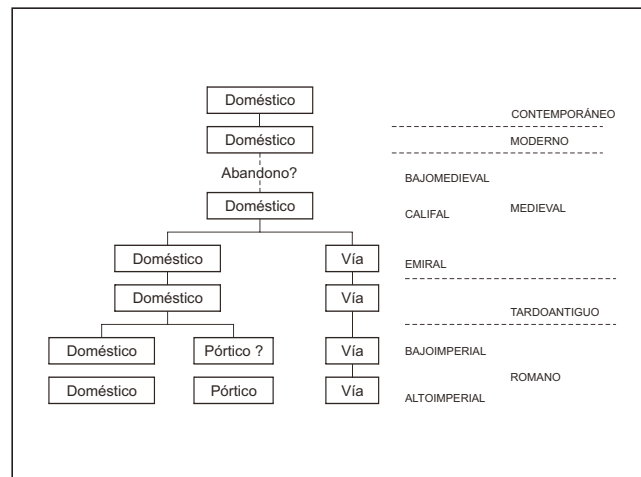 Doméstico
CONTEMPORÁNEO
Doméstico
MODERNO
Abandono?
BAJOMEDIEVAL
Doméstico
MEDIEVAL
CALIFAL
Doméstico Vía
EMIRAL
Doméstico Vía
TARDOANTIGUO
Doméstico Pórtico ? Vía BAJOIMPERIAL
ROMANO
Doméstico Pórtico Vía
ALTOIMPERIAL